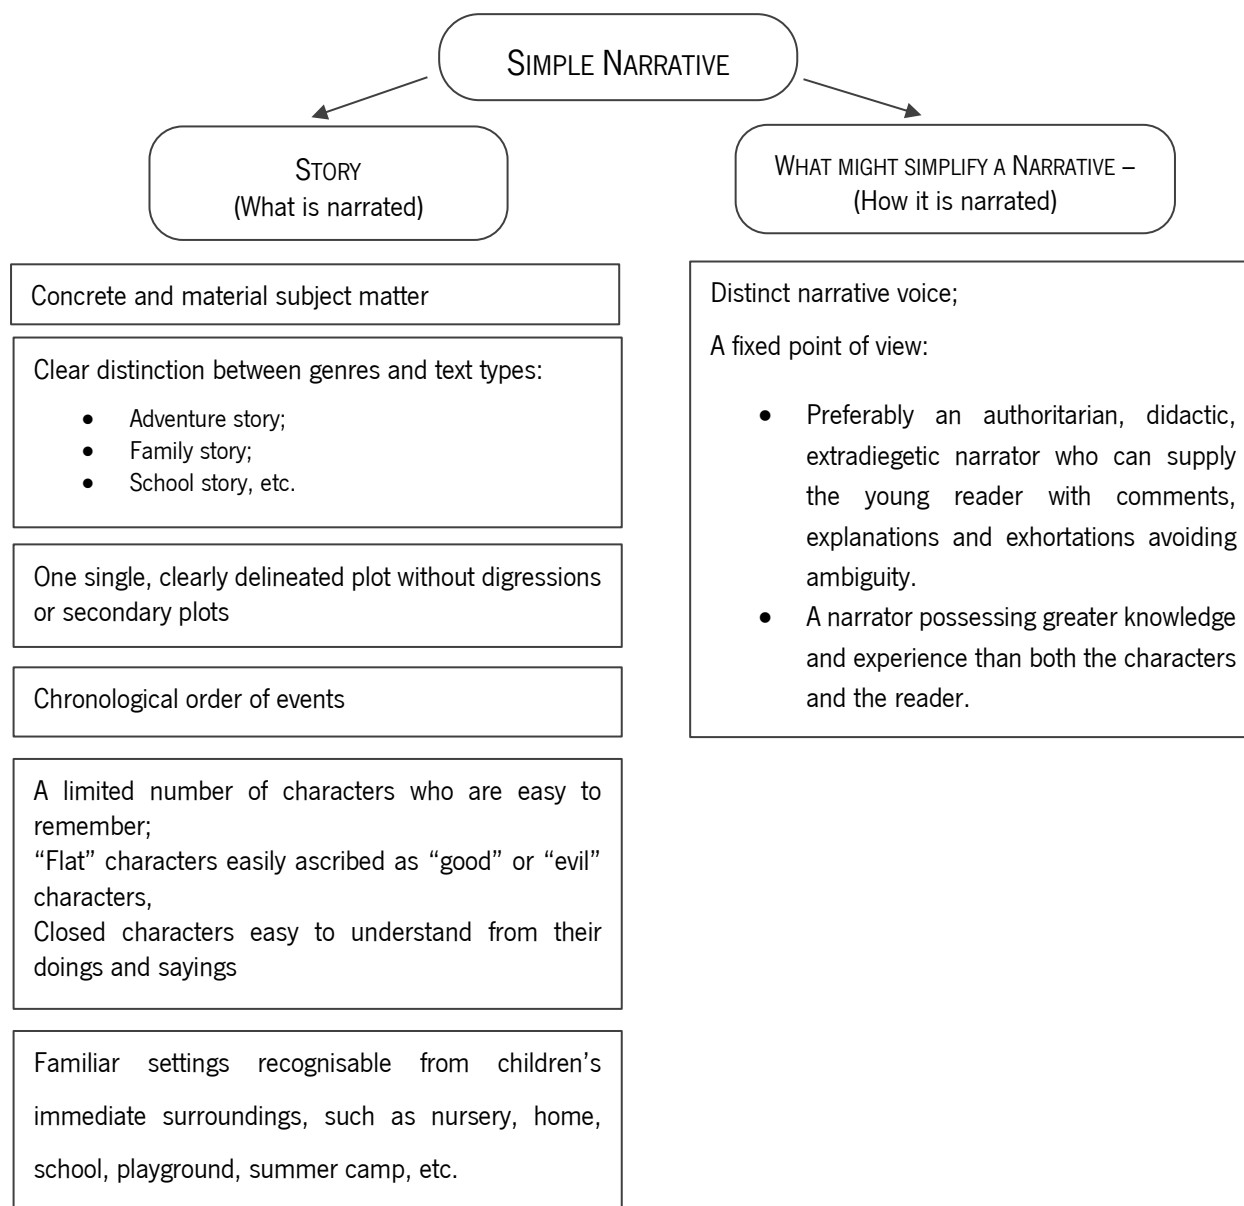 SIMPLE NARRATIVE
STORY
(What is narrated)
Concrete and material subject matter
Clear distinction between genres and text types:
• Adventure story;
• Family story;
• School story, etc.
One single, clearly delineated plot without digressions
or secondary plots
Chronological order of events
A limited number of characters who are easy to
remember;
“Flat” characters easily ascribed as “good” or “evil”
characters,
Closed characters easy to understand from their
doings and sayings
Familiar settings recognisable from children’s
immediate surroundings, such as nursery, home,
school, playground, summer camp, etc.
WHAT MIGHT SIMPLIFY A NARRATIVE –
(How it is narrated)
Distinct narrative voice;
A fixed point of view:
• Preferably an authoritarian, didactic,
extradiegetic narrator who can supply
the young reader with comments,
explanations and exhortations avoiding
ambiguity.
• A narrator possessing greater knowledge
and experience than both the characters
and the reader.